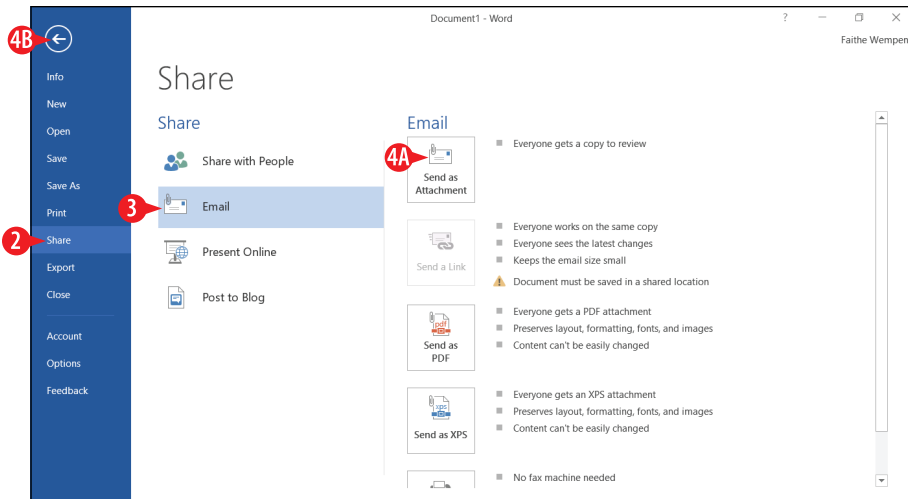 Document1 - Word
?
Faithe Wempen
4B
Info
New
Open
Save
Save As
Print
2
Share
Export
Close
Account
Options
Feedback
Share
Share
Share with People
3
Email
Present Online
Post to Blog
Email
4A
Send as
Attachment
Everyone gets a copy to review
Send a Link
Everyone works on the same copy
Everyone sees the latest changes
Keeps the email size small
Document must be saved in a shared location
pdf
Send as
PDF
Everyone gets a PDF attachment
Preserves layout, formatting, fonts, and images
Content can't be easily changed
xps
Send as XPS
Everyone gets an XPS attachment
Preserves layout, formatting, fonts, and images
Content can't be easily changed
No fax machine needed